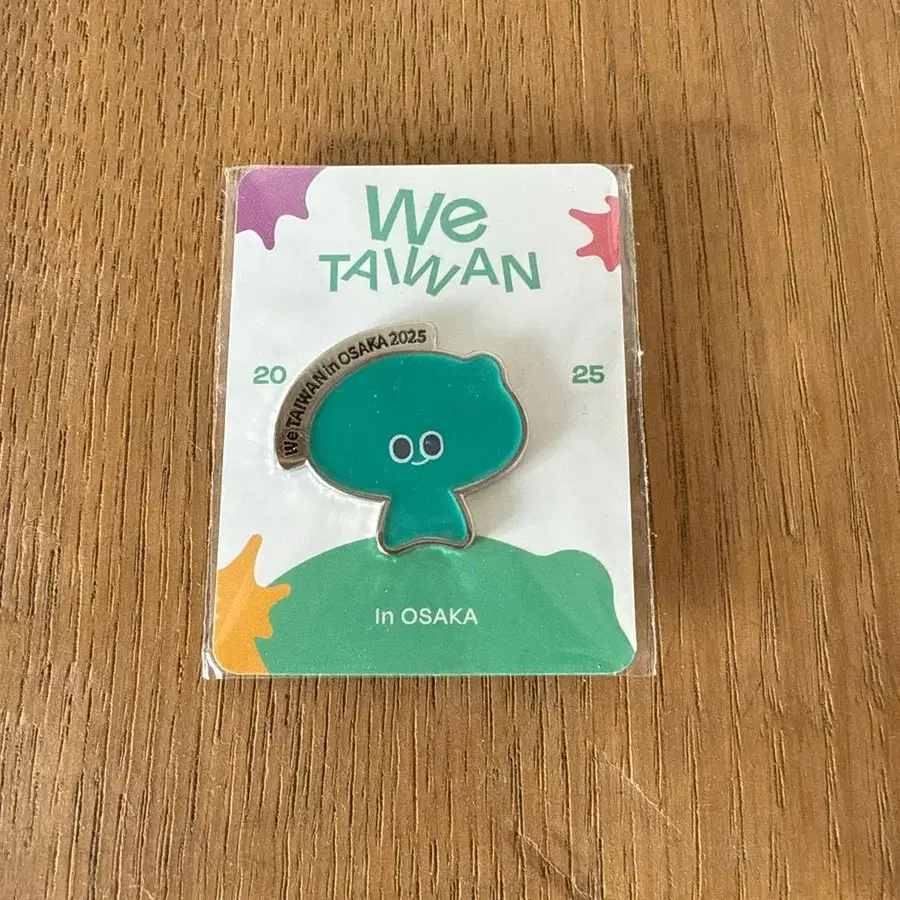 We
TAIWAN
We TAIWAN in OSAKA 2025
20 25
In OSAKA